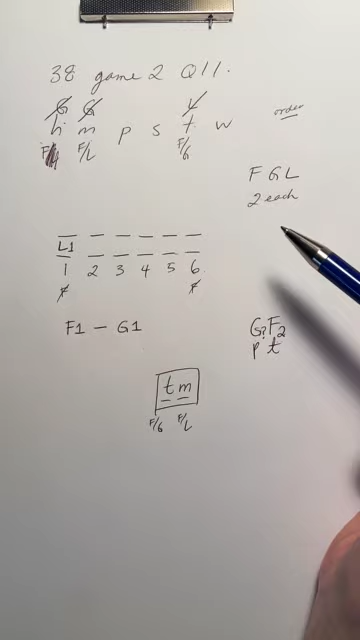 38 game 2 Q11.
G G L
h m p s t w order
F/L F/G
F G L
2 each
L1
1 2 3 4 5 6
F F
F1 - G1 G? F2
p t
t m
F/G F/L